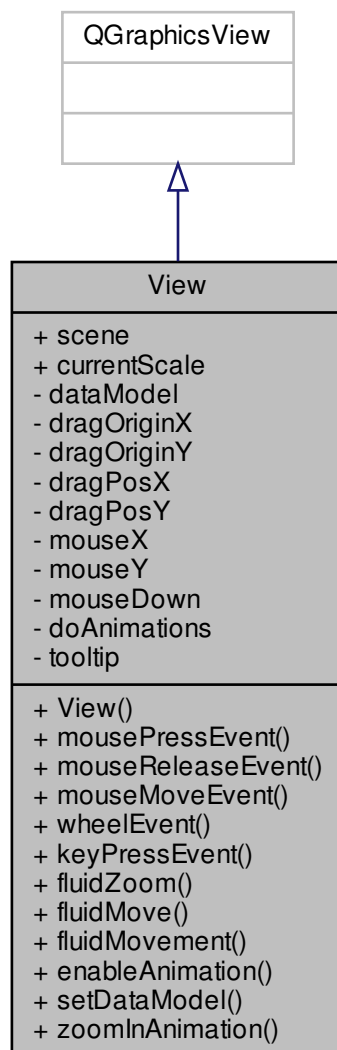 QGraphicsView
View
+ scene
+ currentScale
- dataModel
- dragOriginX
- dragOriginY
- dragPosX
- dragPosY
- mouseX
- mouseY
- mouseDown
- doAnimations
- tooltip
+ View()
+ mousePressEvent()
+ mouseReleaseEvent()
+ mouseMoveEvent()
+ wheelEvent()
+ keyPressEvent()
+ fluidZoom()
+ fluidMove()
+ fluidMovement()
+ enableAnimation()
+ setDataModel()
+ zoomInAnimation()